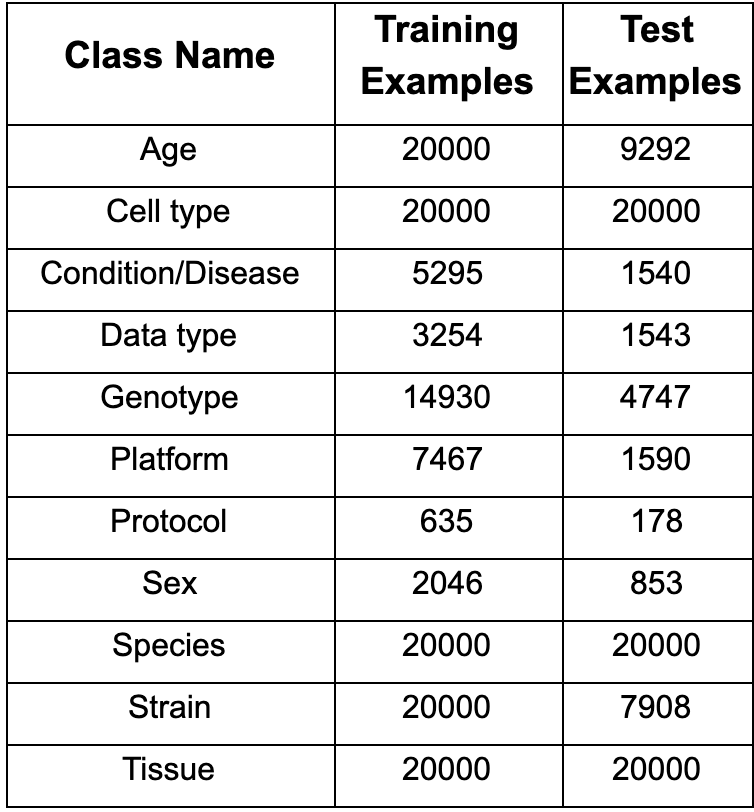 Class Name Training Examples Test Examples
Age 20000 9292
Cell type 20000 20000
Condition/Disease 5295 1540
Data type 3254 1543
Genotype 14930 4747
Platform 7467 1590
Protocol 635 178
Sex 2046 853
Species 20000 20000
Strain 20000 7908
Tissue 20000 20000